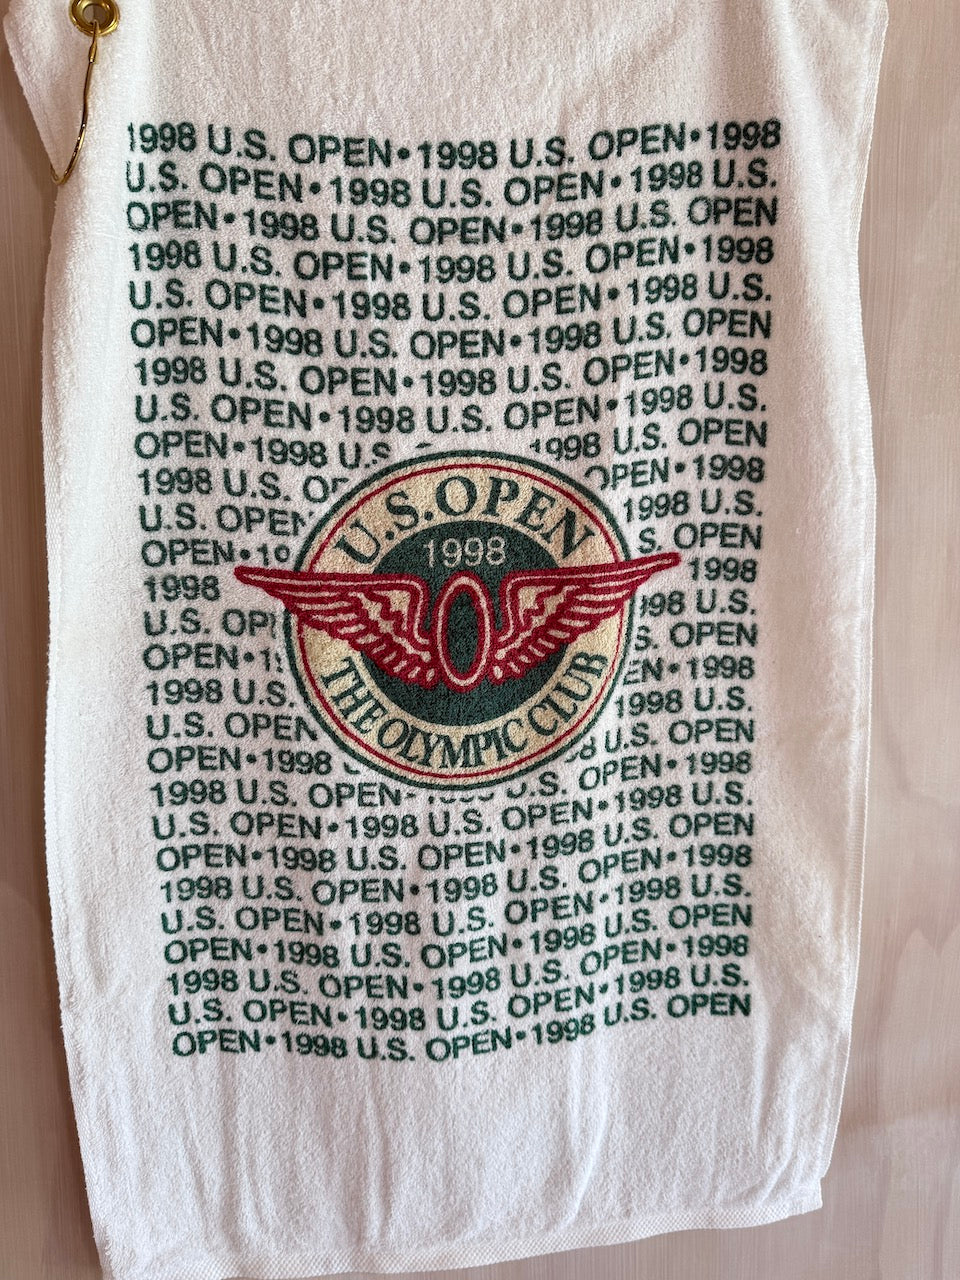 1998 U.S. OPEN•1998 U.S. OPEN•1998
U.S. OPEN•1998 U.S. OPEN•1998 U.S.
OPEN•1998 U.S. OPEN•1998 U.S. OPEN
1998 U.S. OPEN•1998 U.S. OPEN•1998
U.S. OPEN•1998 U.S. OPEN•1998 U.S.
OPEN•1998 U.S. OPEN•1998 U.S. OPEN
1998 U.S. OPEN•1998 U.S. OPEN•1998
U.S. OPEN•1998 U.S. OPEN•1998 U.S.
OPEN•1998 U.S. 1998 U.S. OPEN
1998 U.S. OPEN•1998
U.S. OPEN 1998 U.S.
OPEN• S. OPEN
1998 1998
U.S. U.S.
OPEN• S. OPEN
1998 U.S. EN•1998
U.S. OPEN 1998 U.S.
OPEN•1998 U.S. OPEN
U.S. OPEN
1998
THE OLYMPIC CLUB
1998 U.S. OPEN• U.S. OPEN•1998
U.S. OPEN•1998 U.S. OPEN•1998 U.S.
OPEN•1998 U.S. OPEN•1998 U.S. OPEN
1998 U.S. OPEN•1998 U.S. OPEN•1998
U.S. OPEN•1998 U.S. OPEN•1998 U.S.
OPEN•1998 U.S. OPEN•1998 U.S. OPEN
1998 U.S. OPEN•1998 U.S. OPEN•1998
U.S. OPEN•1998 U.S. OPEN•1998 U.S.
OPEN•1998 U.S. OPEN•1998 U.S. OPEN